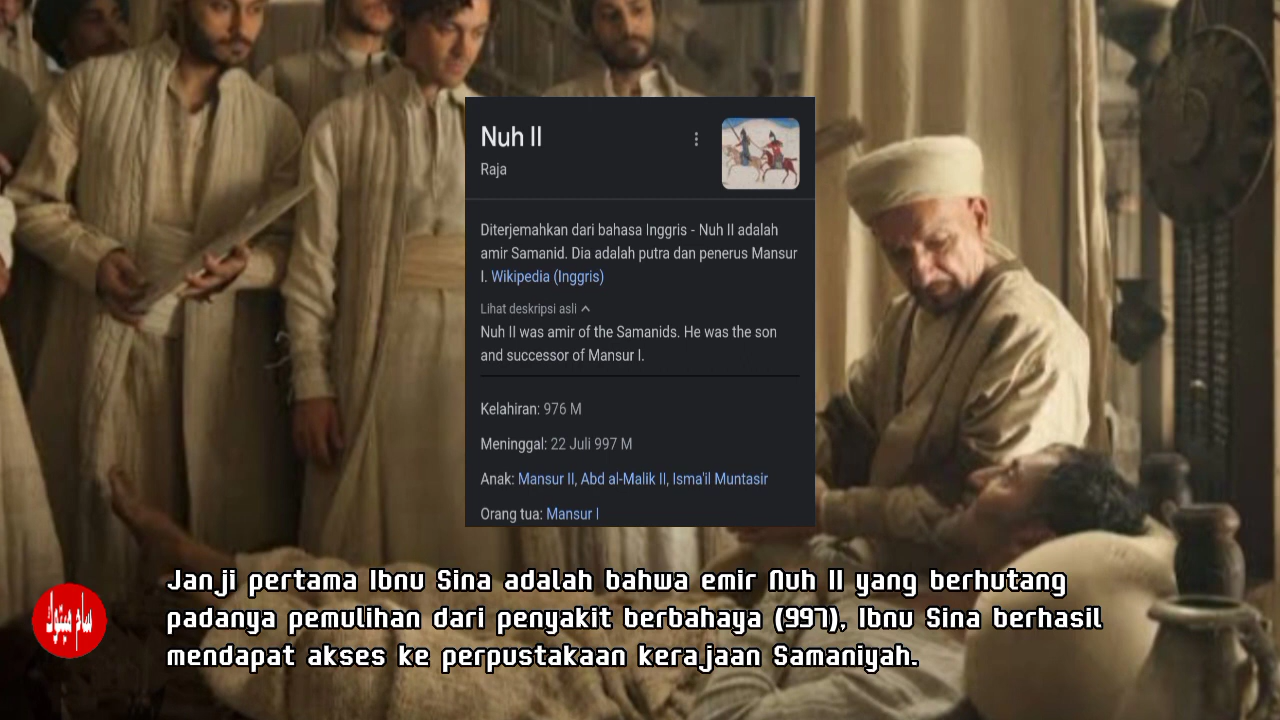 Nuh II
Raja
Diterjemahkan dari bahasa Inggris - Nuh II adalah
amir Samanid. Dia adalah putra dan penerus Mansur
I. Wikipedia (Inggris)
Lihat deskripsi asli
Nuh II was amir of the Samanids. He was the son
and successor of Mansur I.
Kelahiran: 976 M
Meninggal: 22 Juli 997 M
Anak: Mansur II, Abd al-Malik II, Isma'il Muntasir
Orang tua: Mansur I
Janji pertama Ibnu Sina adalah bahwa emir Nuh II yang berhutang
padanya pemulihan dari penyakit berbahaya (997), Ibnu Sina berhasil
mendapat akses ke perpustakaan kerajaan Samaniyah.